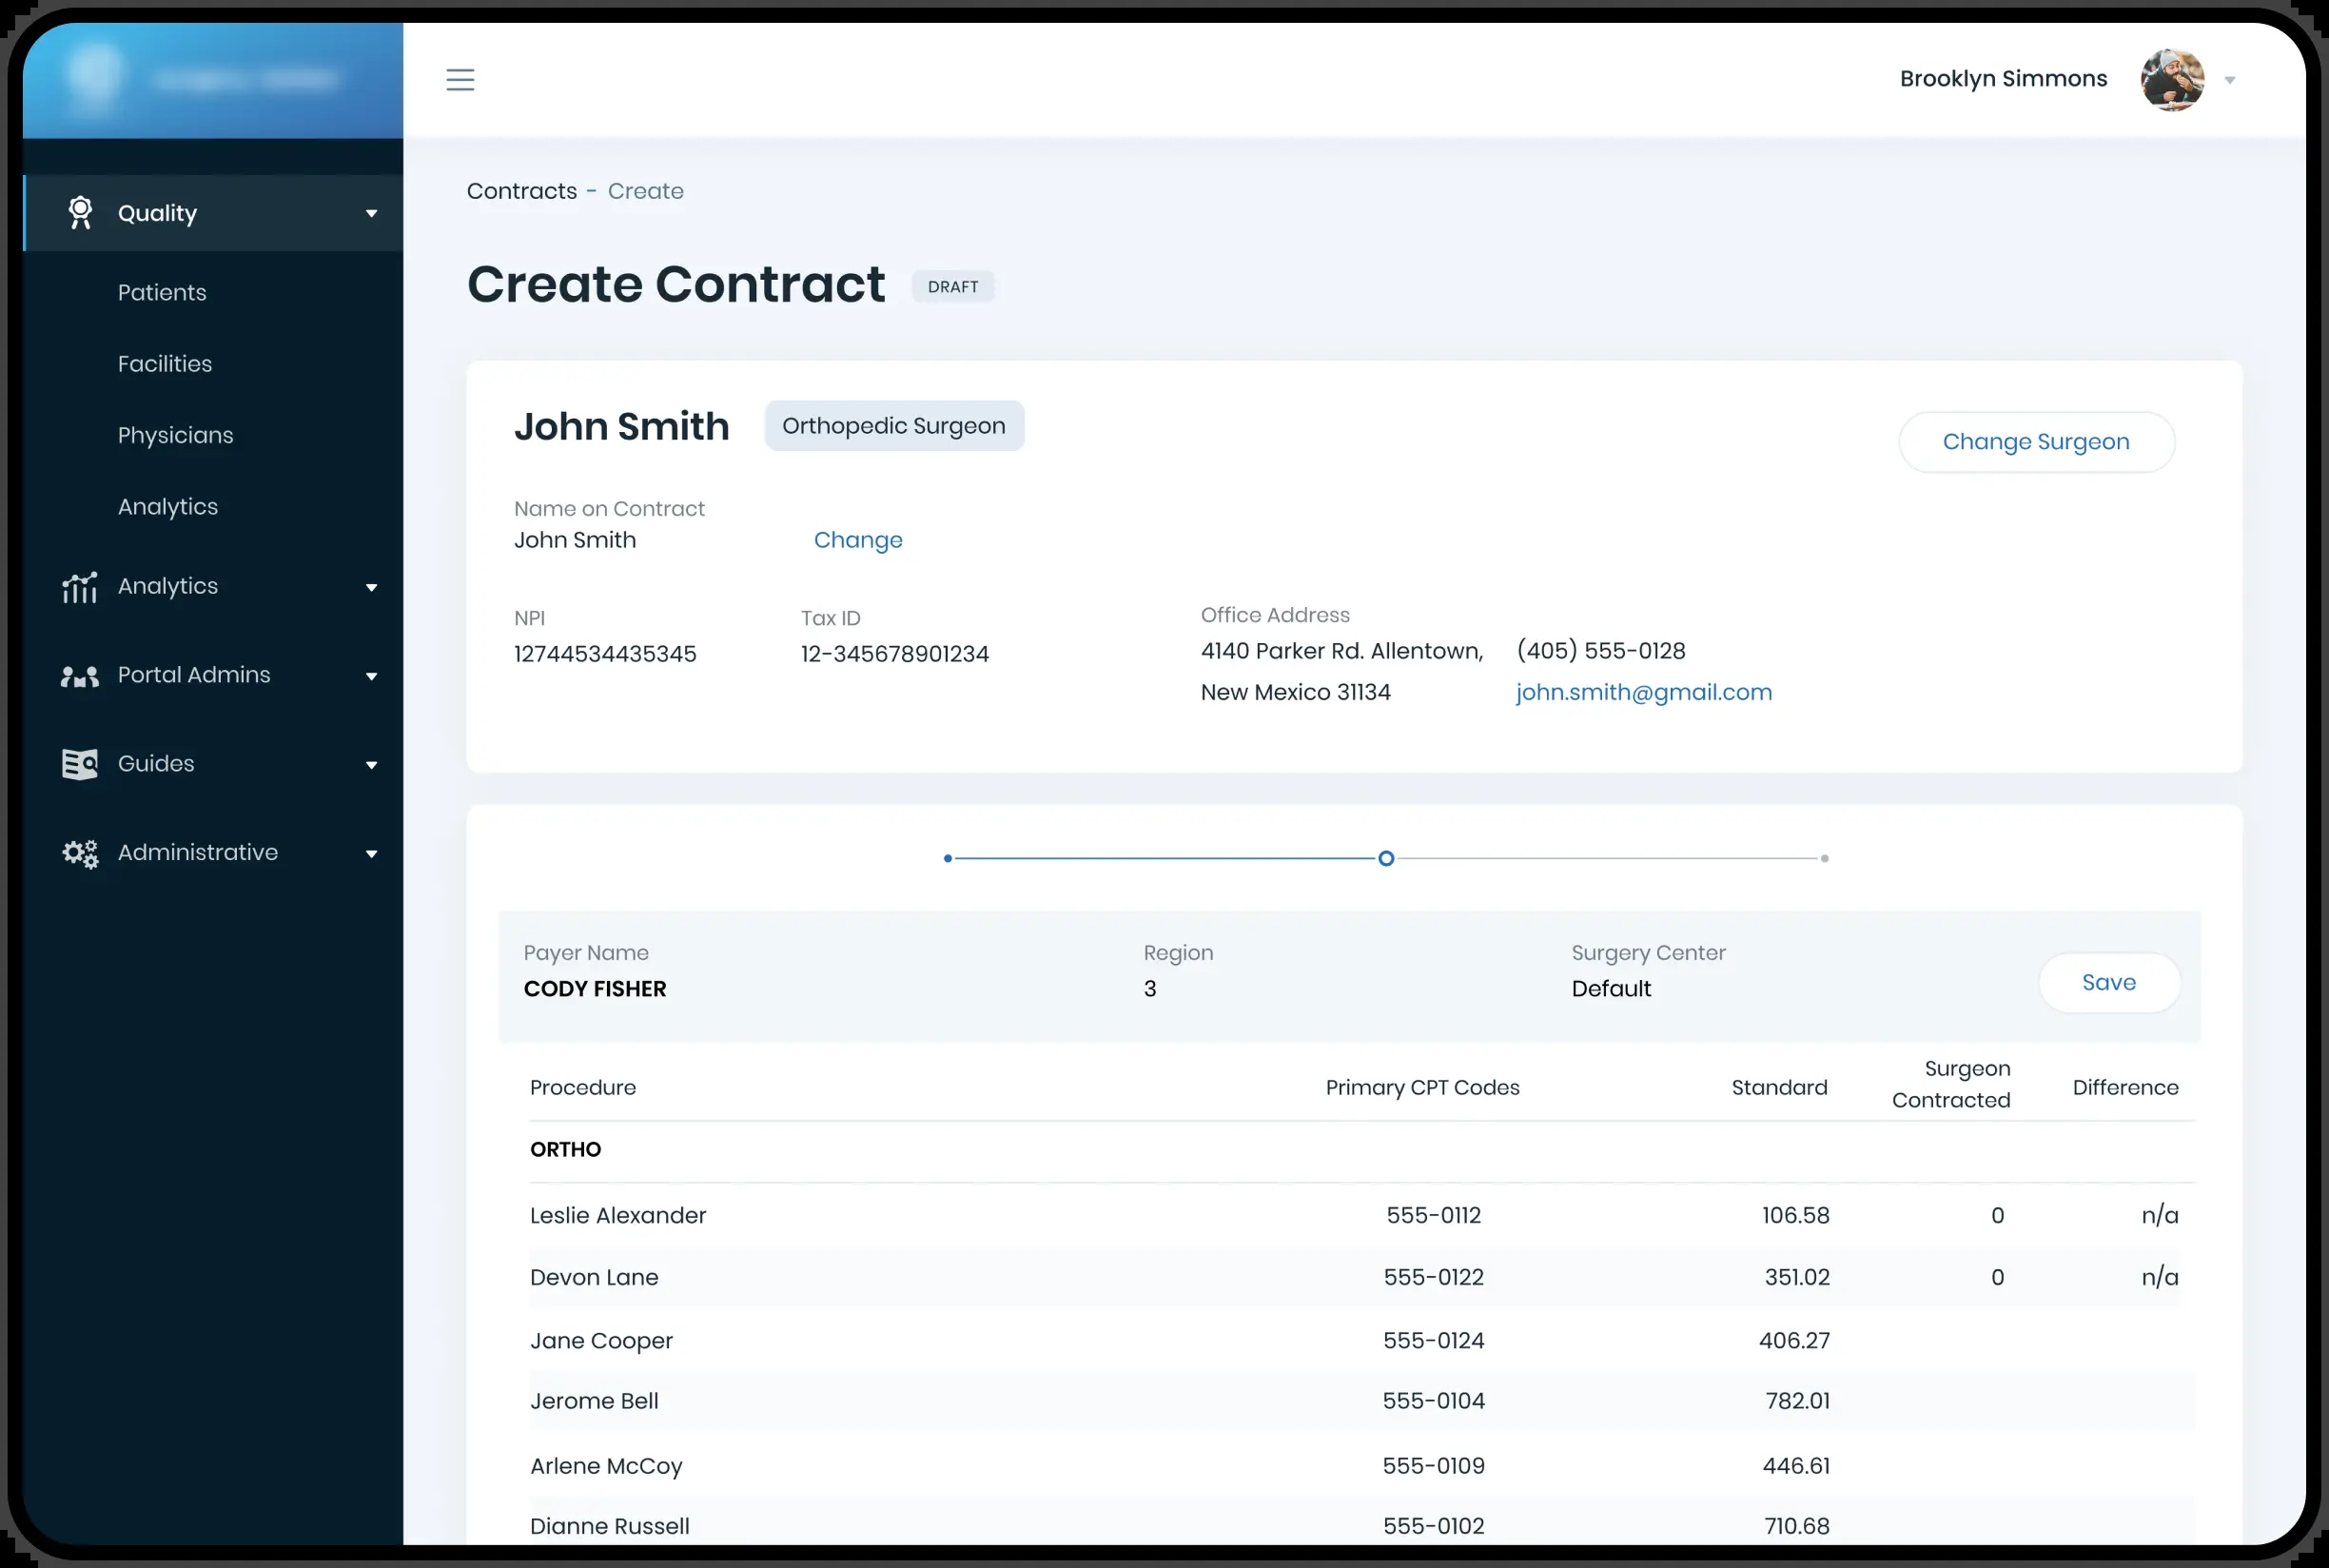 Brooklyn Simmons
Quality
Patients
Facilities
Physicians
Analytics
Analytics
Portal Admins
Guides
Administrative
Contracts - Create
Create Contract DRAFT
John Smith Orthopedic Surgeon
Change Surgeon
Name on Contract
John Smith Change
NPI Tax ID Office Address
12744534435345 12-345678901234 4140 Parker Rd. Allentown, (405) 555-0128
New Mexico 31134 john.smith@gmail.com
Payer Name Region Surgery Center
CODY FISHER 3 Default
Save
Procedure Primary CPT Codes Standard Surgeon Contracted Difference
ORTHO
Leslie Alexander 555-0112 106.58 0 n/a
Devon Lane 555-0122 351.02 0 n/a
Jane Cooper 555-0124 406.27
Jerome Bell 555-0104 782.01
Arlene McCoy 555-0109 446.61
Dianne Russell 555-0102 710.68